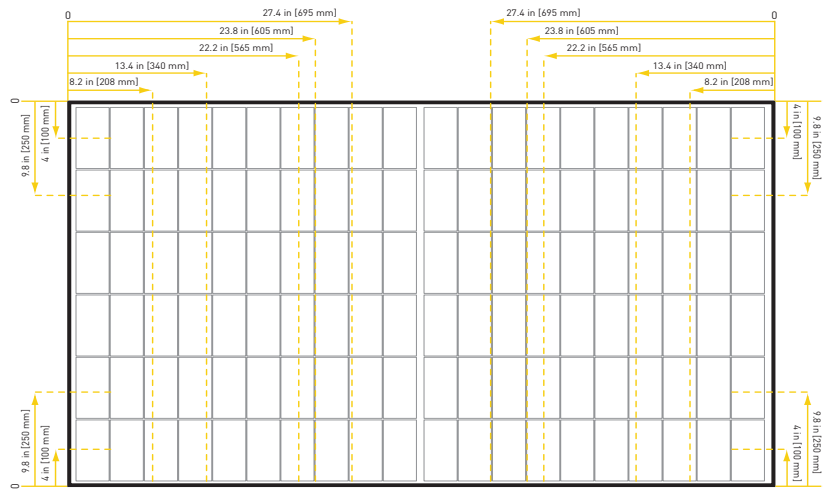 0
27.4 in [695 mm]
27.4 in [695 mm]
0
23.8 in [605 mm]
23.8 in [605 mm]
22.2 in [565 mm]
22.2 in [565 mm]
13.4 in [340 mm]
13.4 in [340 mm]
8.2 in [208 mm]
8.2 in [208 mm]
0
9.8 in [250 mm]
4 in [100 mm]
4 in
[100 mm]
9.8 in [250 mm]
0
9.8 in [250 mm]
4 in [100 mm]
4 in [100 mm]
9.8 in [250 mm]
0